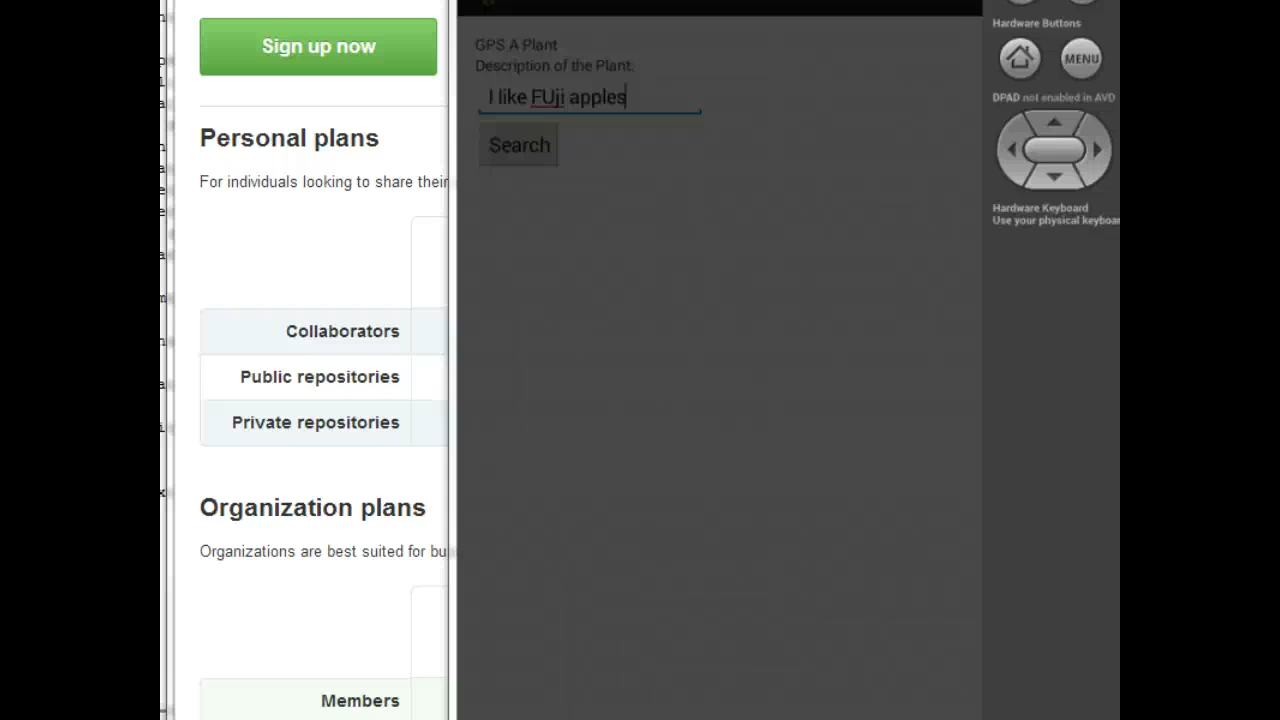 Sign up now
Personal plans
For individuals looking to share their
Collaborators
Public repositories
Private repositories
Organization plans
Organizations are best suited for bu
Members
GPS A Plant
Description of the Plant:
I like FUji apples
Search
Hardware Buttons
MENU
DPAD not enabled in AVD
Hardware Keyboard
Use your physical keyboar